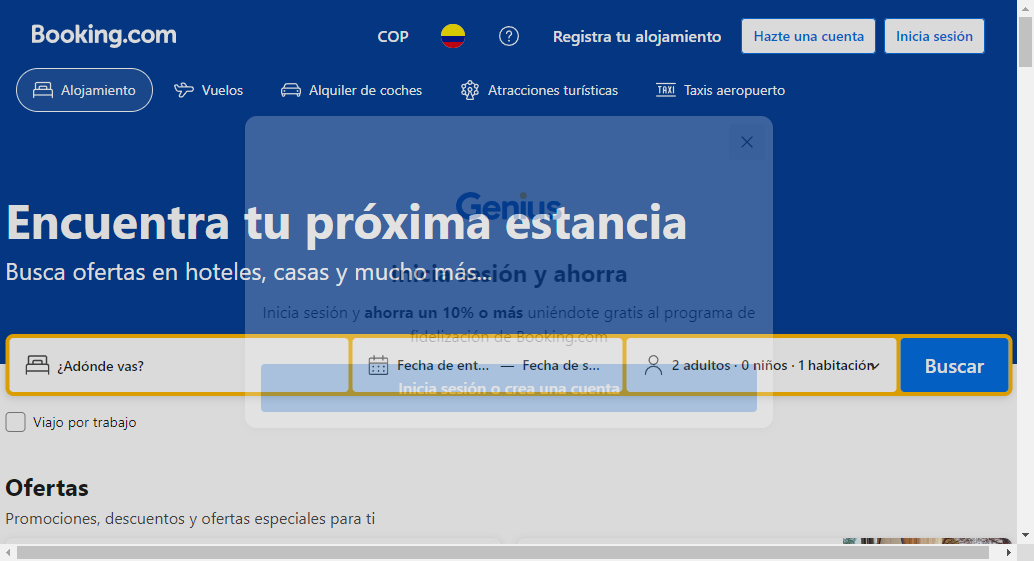 Booking.com
COP
Registra tu alojamiento
Hazte una cuenta
Inicia sesión
Alojamiento
Vuelos
Alquiler de coches
Atracciones turísticas
TAXI
Taxis aeropuerto
Genius
Encuentra tu próxima estancia
Busca ofertas en hoteles, casas y mucho más...
Inicia sesión y ahorra
Inicia sesión y ahorra un 10% o más uniéndote gratis al programa de
fidelización de Booking.com
¿Adónde vas?
Fecha de ent... — Fecha de s...
2 adultos · 0 niños · 1 habitación
Buscar
Inicia sesión o crea una cuenta
Viajo por trabajo
Ofertas
Promociones, descuentos y ofertas especiales para ti